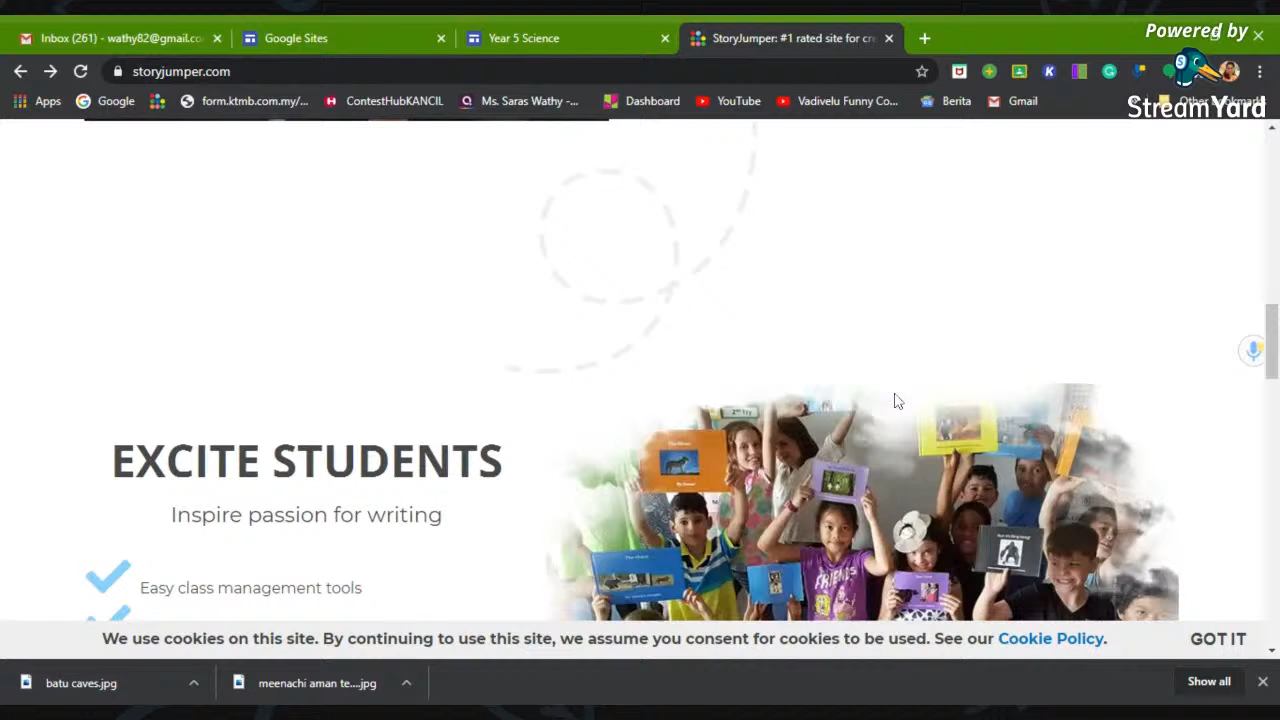 Powered by
StreamYard
Inbox (261) - wathy82@gmail.co
Google Sites
Year 5 Science
StoryJumper: #1 rated site for cre
storyjumper.com
Apps
Google
form.ktmb.com.my/...
ContestHubKANCIL
Ms. Saras Wathy -...
Dashboard
YouTube
Vadivelu Funny Co...
Berita
Gmail
Other bookmarks
EXCITE STUDENTS
Inspire passion for writing
Easy class management tools
We use cookies on this site. By continuing to use this site, we assume you consent for cookies to be used. See our Cookie Policy.
GOT IT
batu caves.jpg
meenachi aman te....jpg
Show all